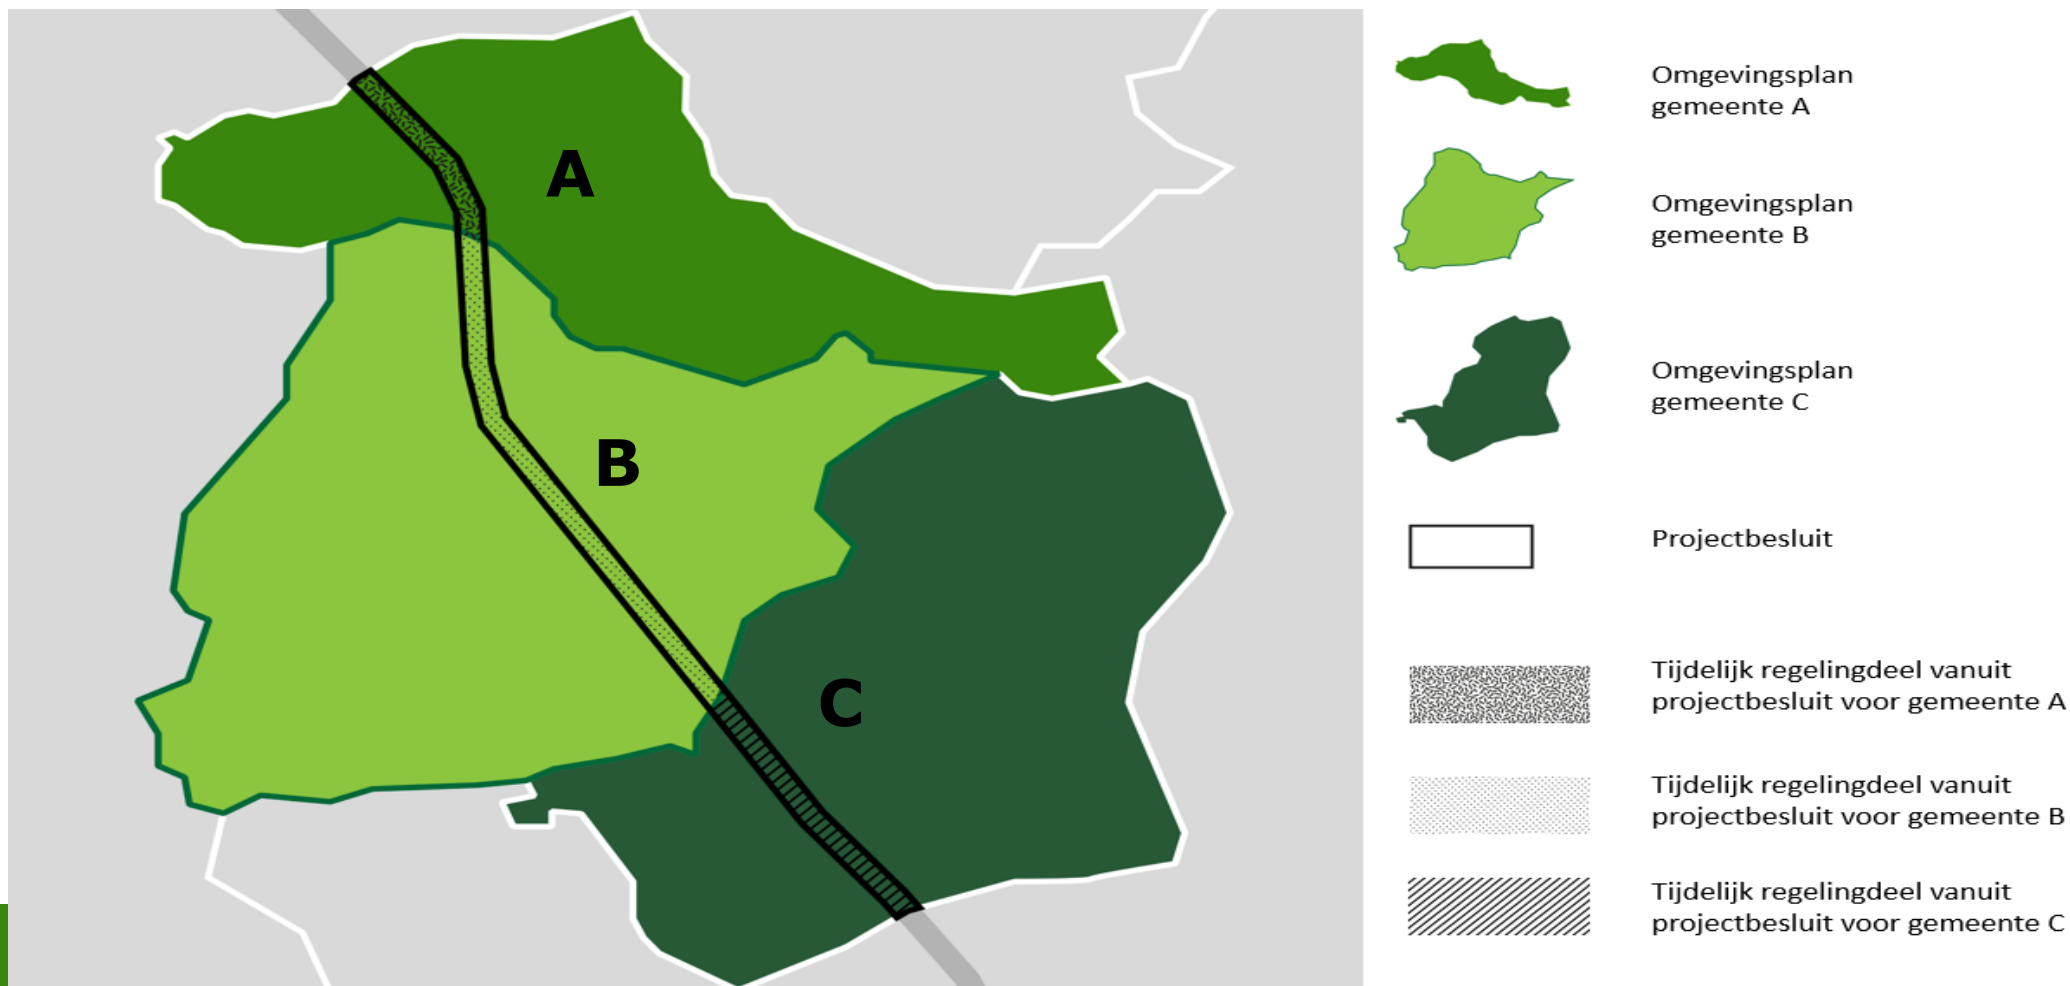 A
B
C
Omgevingsplan
gemeente A
Omgevingsplan
gemeente B
Omgevingsplan
gemeente C
Projectbesluit
Tijdelijk regelingdeel vanuit
projectbesluit voor gemeente A
Tijdelijk regelingdeel vanuit
projectbesluit voor gemeente B
Tijdelijk regelingdeel vanuit
projectbesluit voor gemeente C